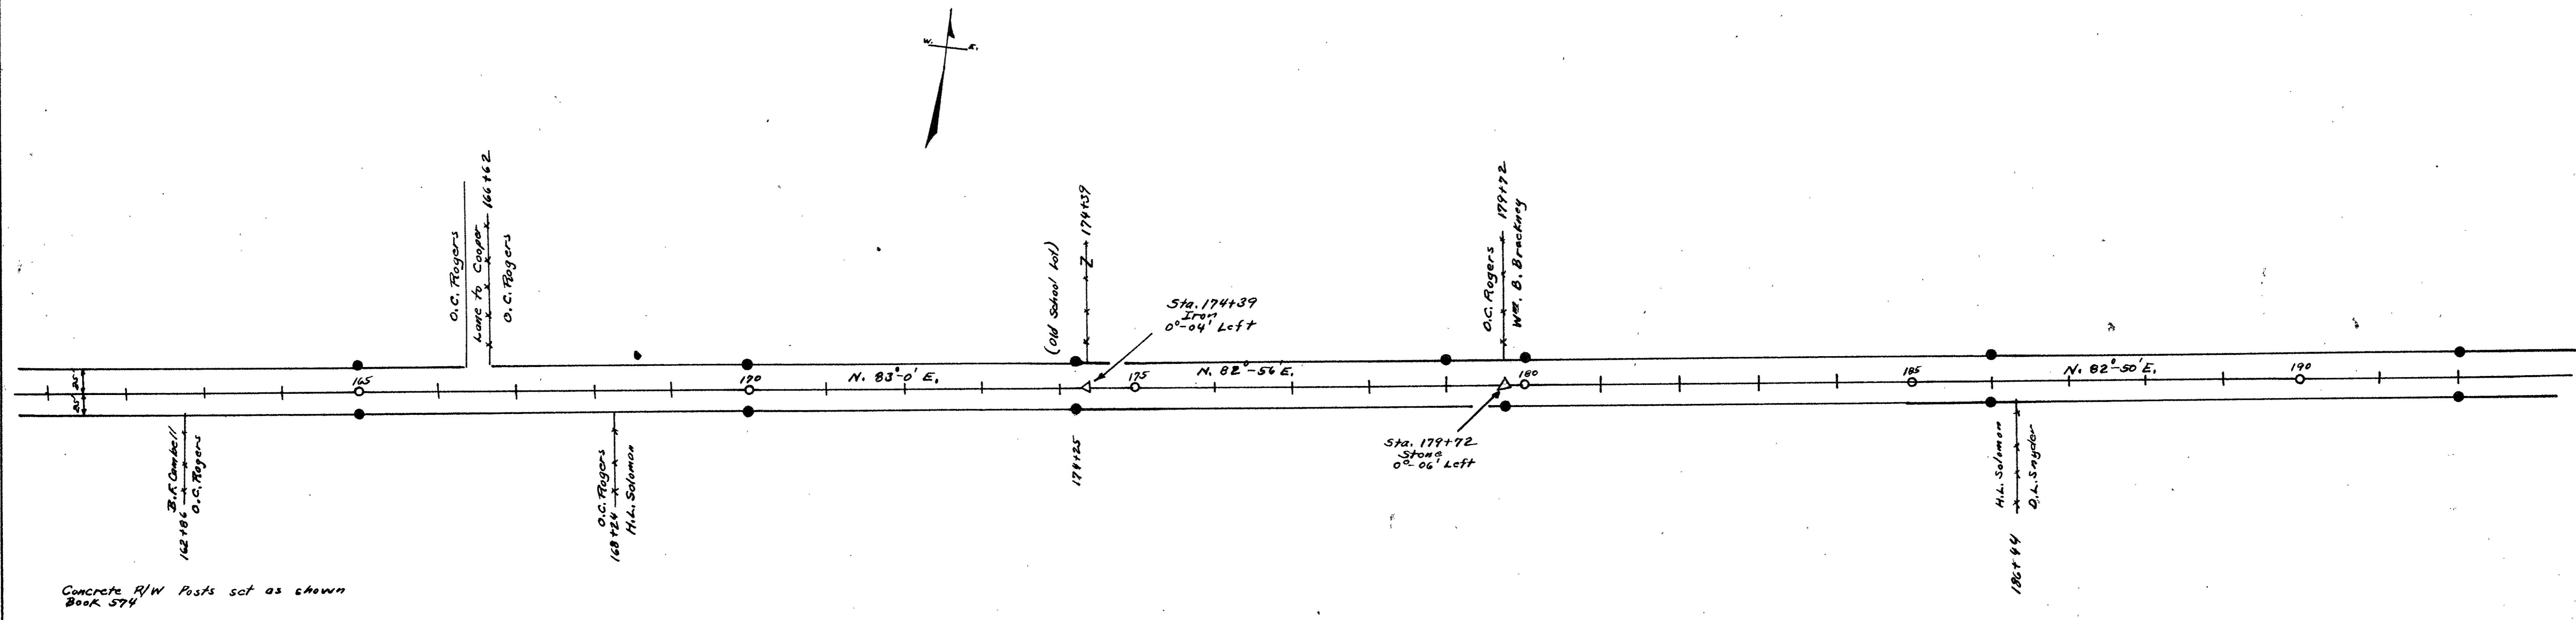 W. E.
O.C. Rogers
Lane to Cooper
166+62
O.C. Rogers
(Old School Lot)
174+39
Sta. 174+39
Iron
0°-04' Left
O.C. Rogers
179+72
Wm. B. Brackney
25'
25'
165
170
N. 83°-0' E.
175
N. 82°-56' E.
180
185
N. 82°-50' E.
190
B.F. Cambell
162+86
O.C. Rogers
O.C. Rogers
168+24
H.L. Solomon
174+25
Sta. 179+72
Stone
0°-06' Left
H.L. Solomon
186+44
D.L. Snyder
Concrete R/W Posts set as shown
Book 574